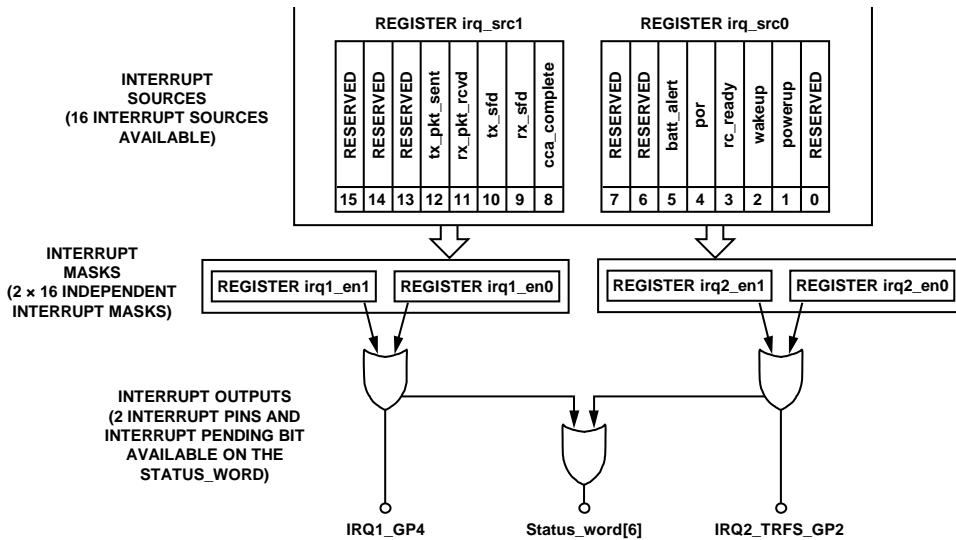 REGISTER irq_src1
REGISTER irq_src0
INTERRUPT
SOURCES
(16 INTERRUPT SOURCES
AVAILABLE)
RESERVED
RESERVED
RESERVED
tx_pkt_sent
rx_pkt_rcvd
tx_sfd
rx_sfd
cca_complete
15 14 13 12 11 10 9 8
RESERVED
RESERVED
batt_alert
por
rc_ready
wakeup
powerup
RESERVED
7 6 5 4 3 2 1 0
INTERRUPT
MASKS
(2 × 16 INDEPENDENT
INTERRUPT MASKS)
REGISTER irq1_en1
REGISTER irq1_en0
REGISTER irq2_en1
REGISTER irq2_en0
INTERRUPT OUTPUTS
(2 INTERRUPT PINS AND
INTERRUPT PENDING BIT
AVAILABLE ON THE
STATUS_WORD)
IRQ1_GP4
Status_word[6]
IRQ2_TRFS_GP2